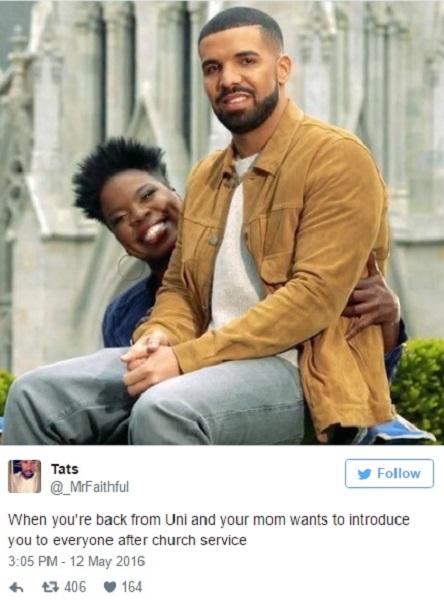 Tats
@_MrFaithful
Follow
When you're back from Uni and your mom wants to introduce
you to everyone after church service
3:05 PM - 12 May 2016
406 164